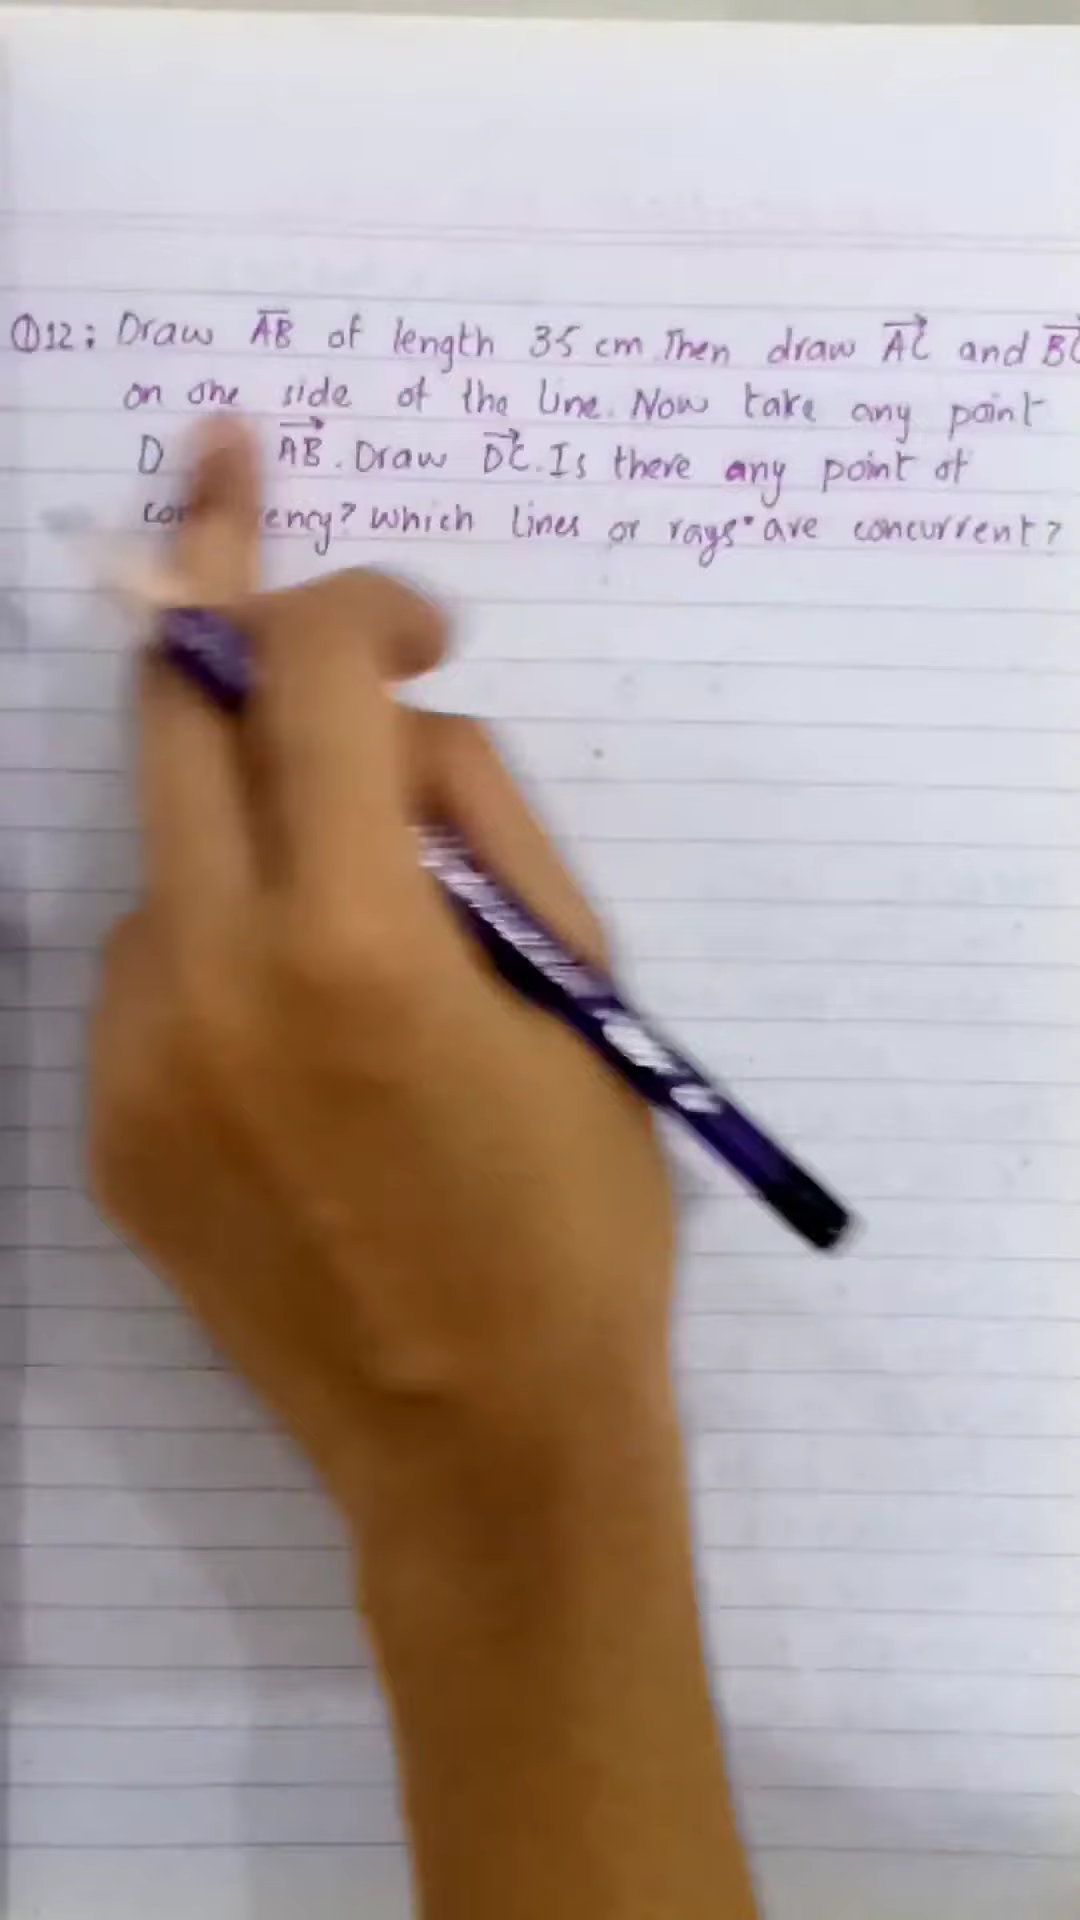 Q12: Draw AB of length 35 cm. Then draw AC and BC
on one side of the line. Now take any point
D AB. Draw DC. Is there any point of
which lines or rays are concurrent?